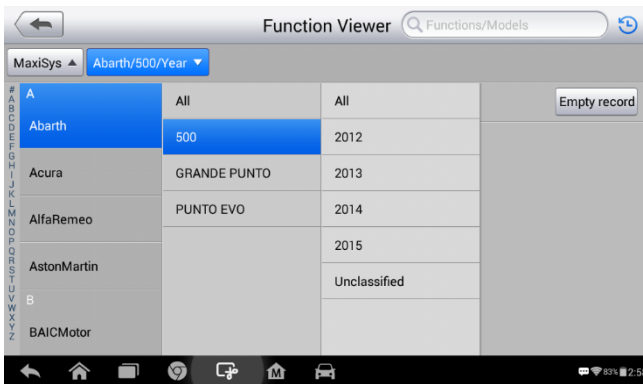 Function Viewer
Functions/Models
MaxiSys ▲
Abarth/500/Year ▼
#
A
B
C
D
E
F
G
H
I
J
K
L
M
N
O
P
Q
R
S
T
U
V
W
X
Y
Z
A
Abarth
Acura
AlfaRemeo
AstonMartin
B
BAICMotor
All
500
GRANDE PUNTO
PUNTO EVO
All
2012
2013
2014
2015
Unclassified
Empty record
M
83%